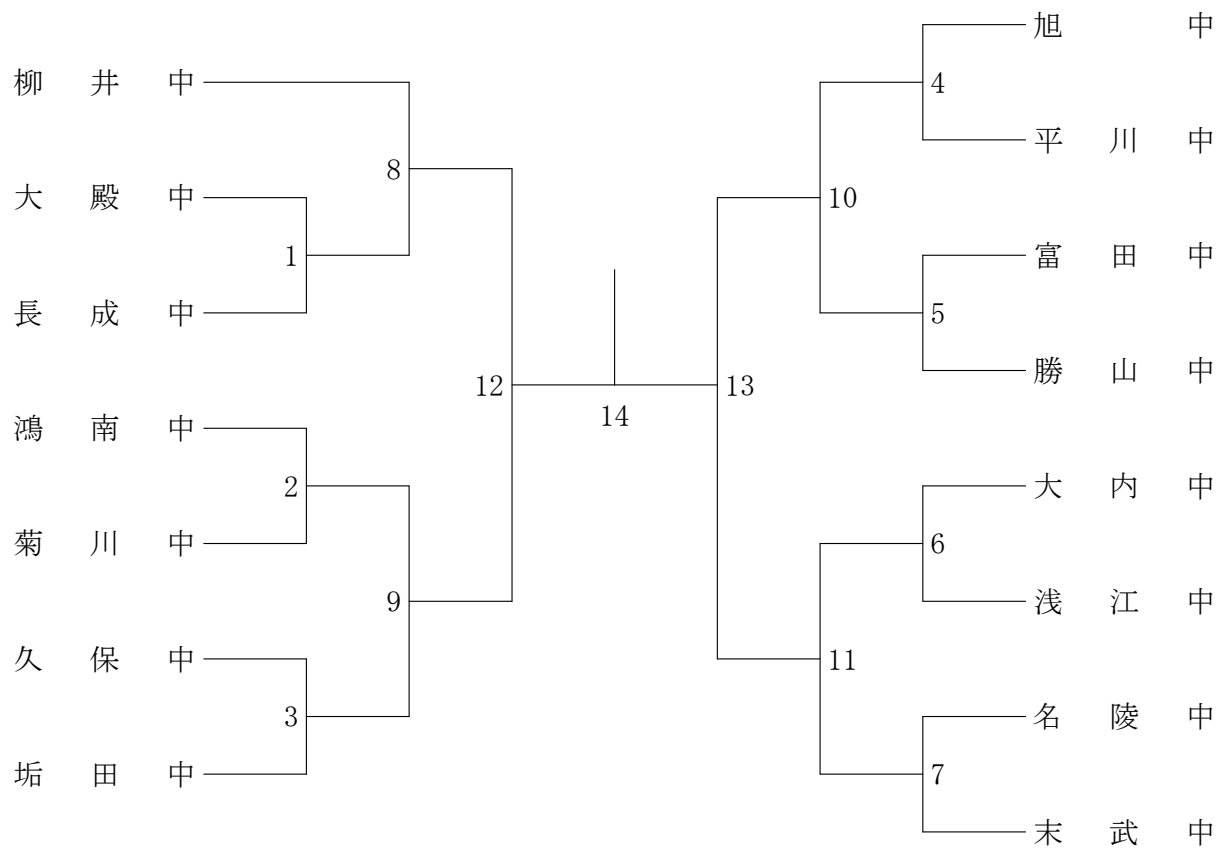 旭中
柳井中
4
平川中
8
大殿中
10
1
富田中
長成中
5
勝山中
12
13
14
鴻南中
2
大内中
菊川中
6
9
浅江中
久保中
11
3
名陵中
垢田中
7
末武中